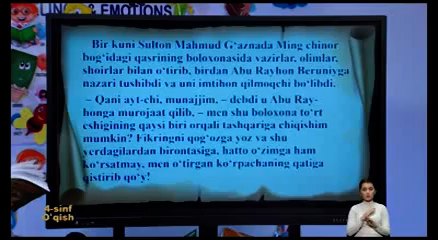 & EMOTIONS
Bir kuni Sulton Mahmud G‘aznada Ming chinor
bog‘idagi qasrining boloxonasida vazirlar, olimlar,
shoirlar bilan o‘tirib, birdan Abu Rayhon Beruniyga
nazari tushibdi va uni imtihon qilmoqchi bo‘libdi.
– Qani ayt-chi, munajjim, – debdi u Abu Ray-
honga murojaat qilib, – men shu boloxona to‘rt
eshigining qaysi biri orqali tashqariga chiqishim
mumkin? Fikringni qog‘ozga yoz va shu
yerdagilardan birontasiga, hatto o‘zimga ham
ko‘rsatmay, men o‘tirgan ko‘rpachaning qatiga
qistirib qo‘y!
4-sinf
O‘qish